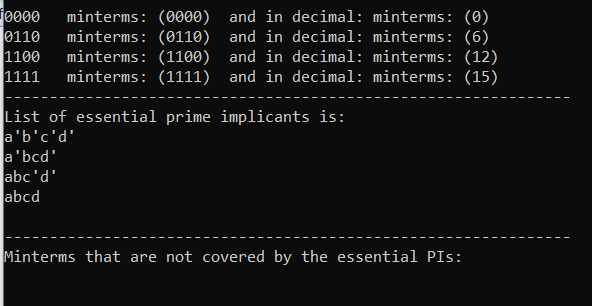 0000 minterms: (0000) and in decimal: minterms: (0)
0110 minterms: (0110) and in decimal: minterms: (6)
1100 minterms: (1100) and in decimal: minterms: (12)
1111 minterms: (1111) and in decimal: minterms: (15)
---------------------------------------------------------------
List of essential prime implicants is:
a'b'c'd'
a'bcd'
abc'd'
abcd
---------------------------------------------------------------
Minterms that are not covered by the essential PIs: